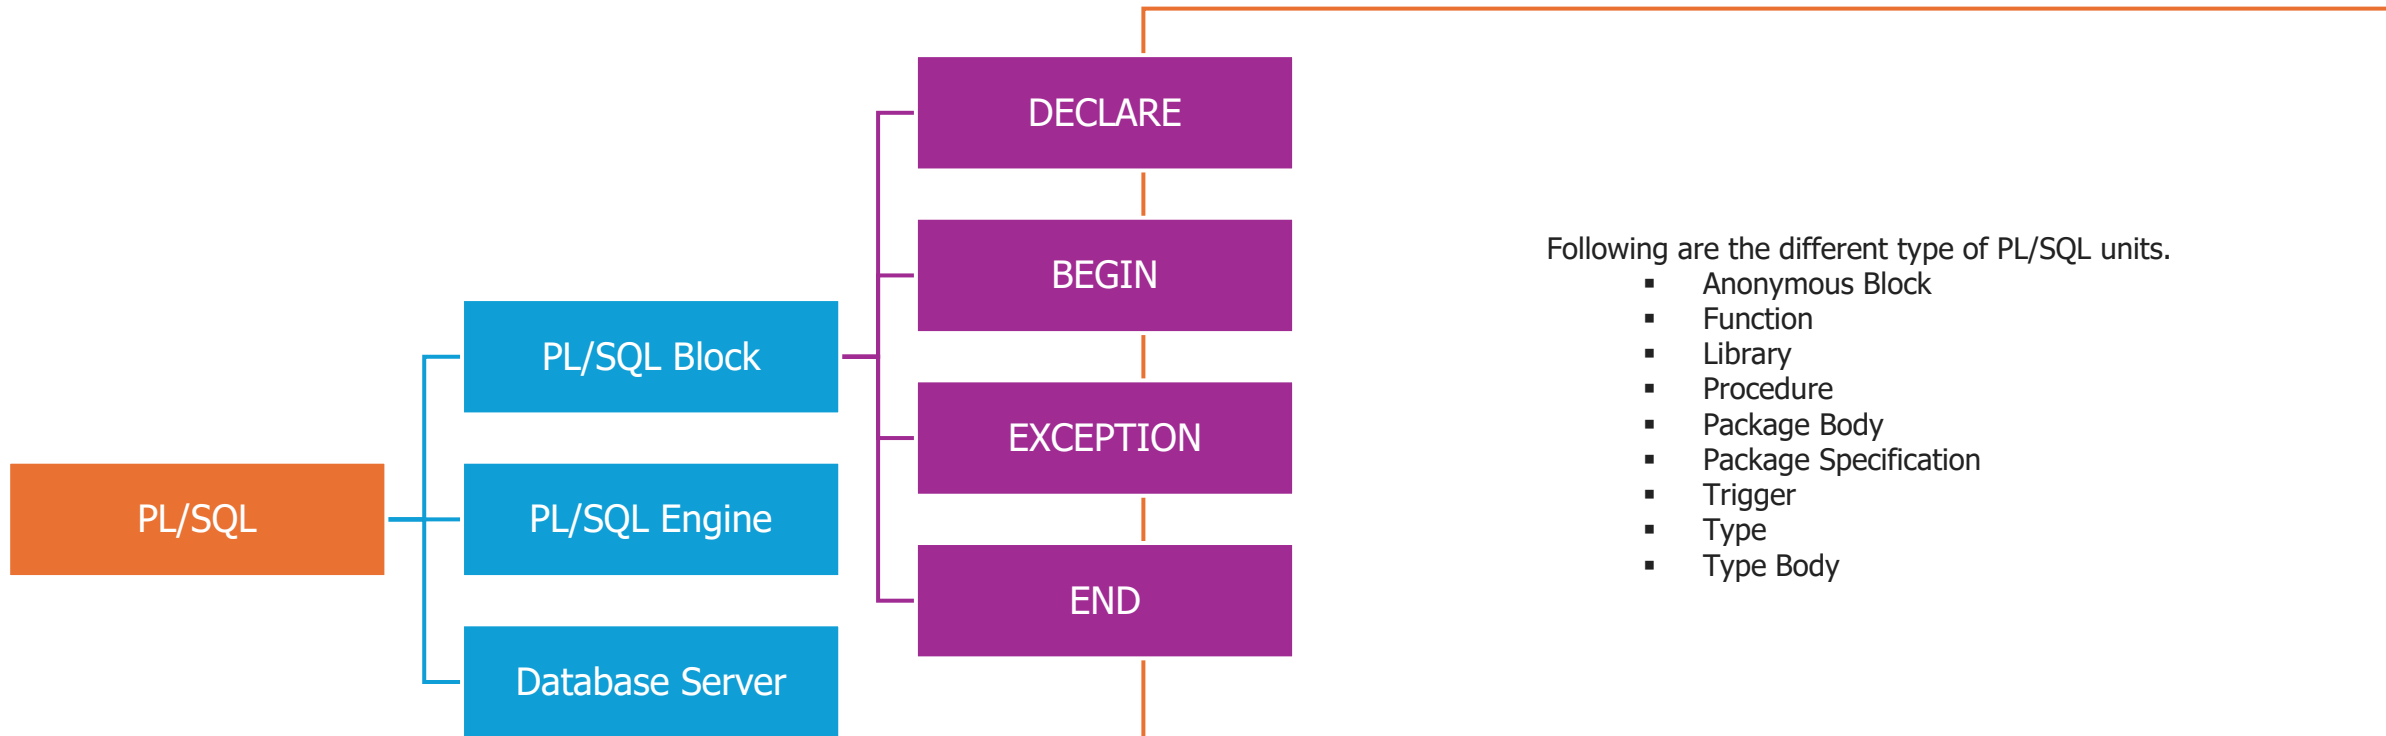 PL/SQL
PL/SQL Block
PL/SQL Engine
Database Server
DECLARE
BEGIN
EXCEPTION
END
Following are the different type of PL/SQL units.
▪ Anonymous Block
▪ Function
▪ Library
▪ Procedure
▪ Package Body
▪ Package Specification
▪ Trigger
▪ Type
▪ Type Body